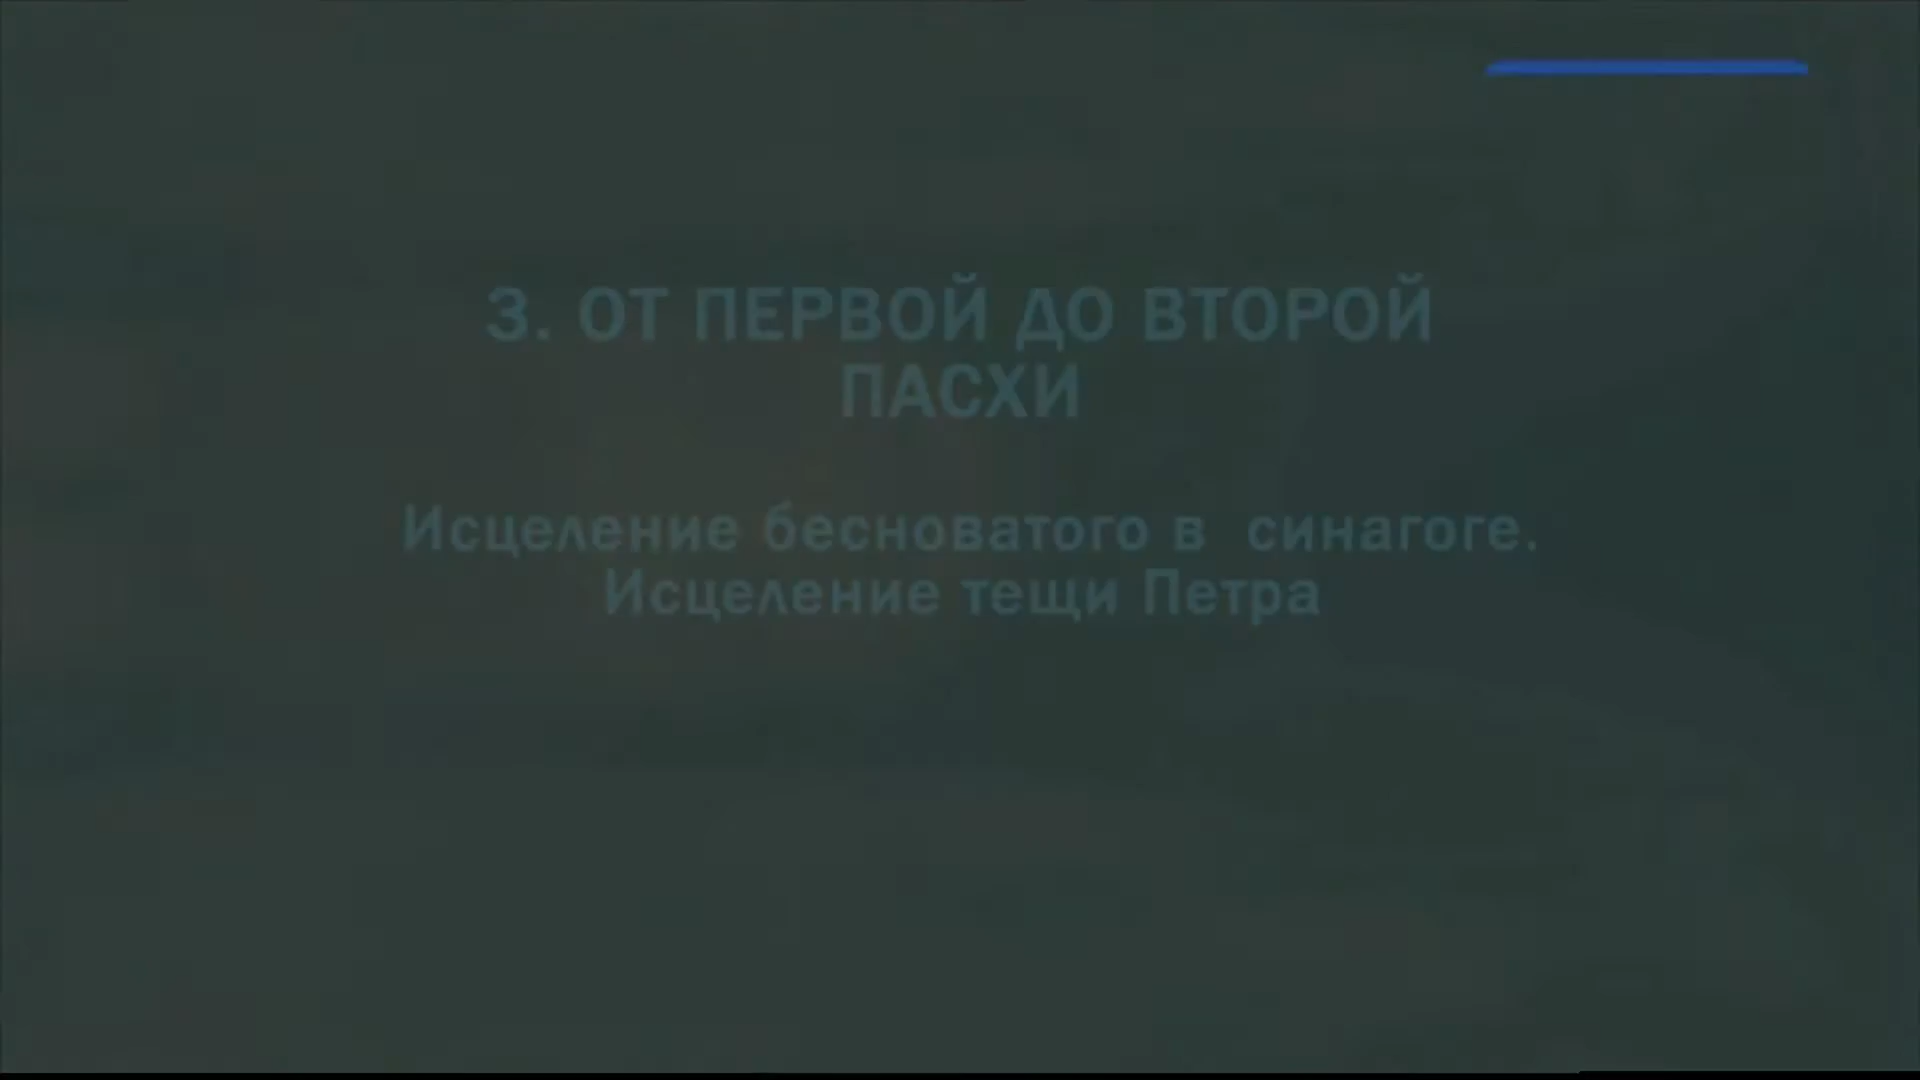 3. ОТ ПЕРВОЙ ДО ВТОРОЙ
ПАСХИ
Исцеление бесноватого в синагоге.
Исцеление тещи Петра